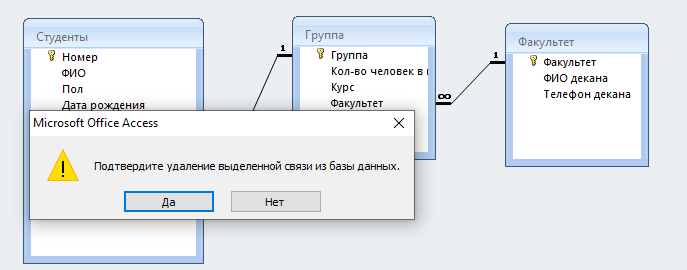 Студенты
Номер
ФИО
Пол
Дата рождения
1
Группа
Группа
Кол-во человек в
Курс
Факультет
∞
1
Факультет
Факультет
ФИО декана
Телефон декана
Microsoft Office Access
Подтвердите удаление выделенной связи из базы данных.
Да
Нет